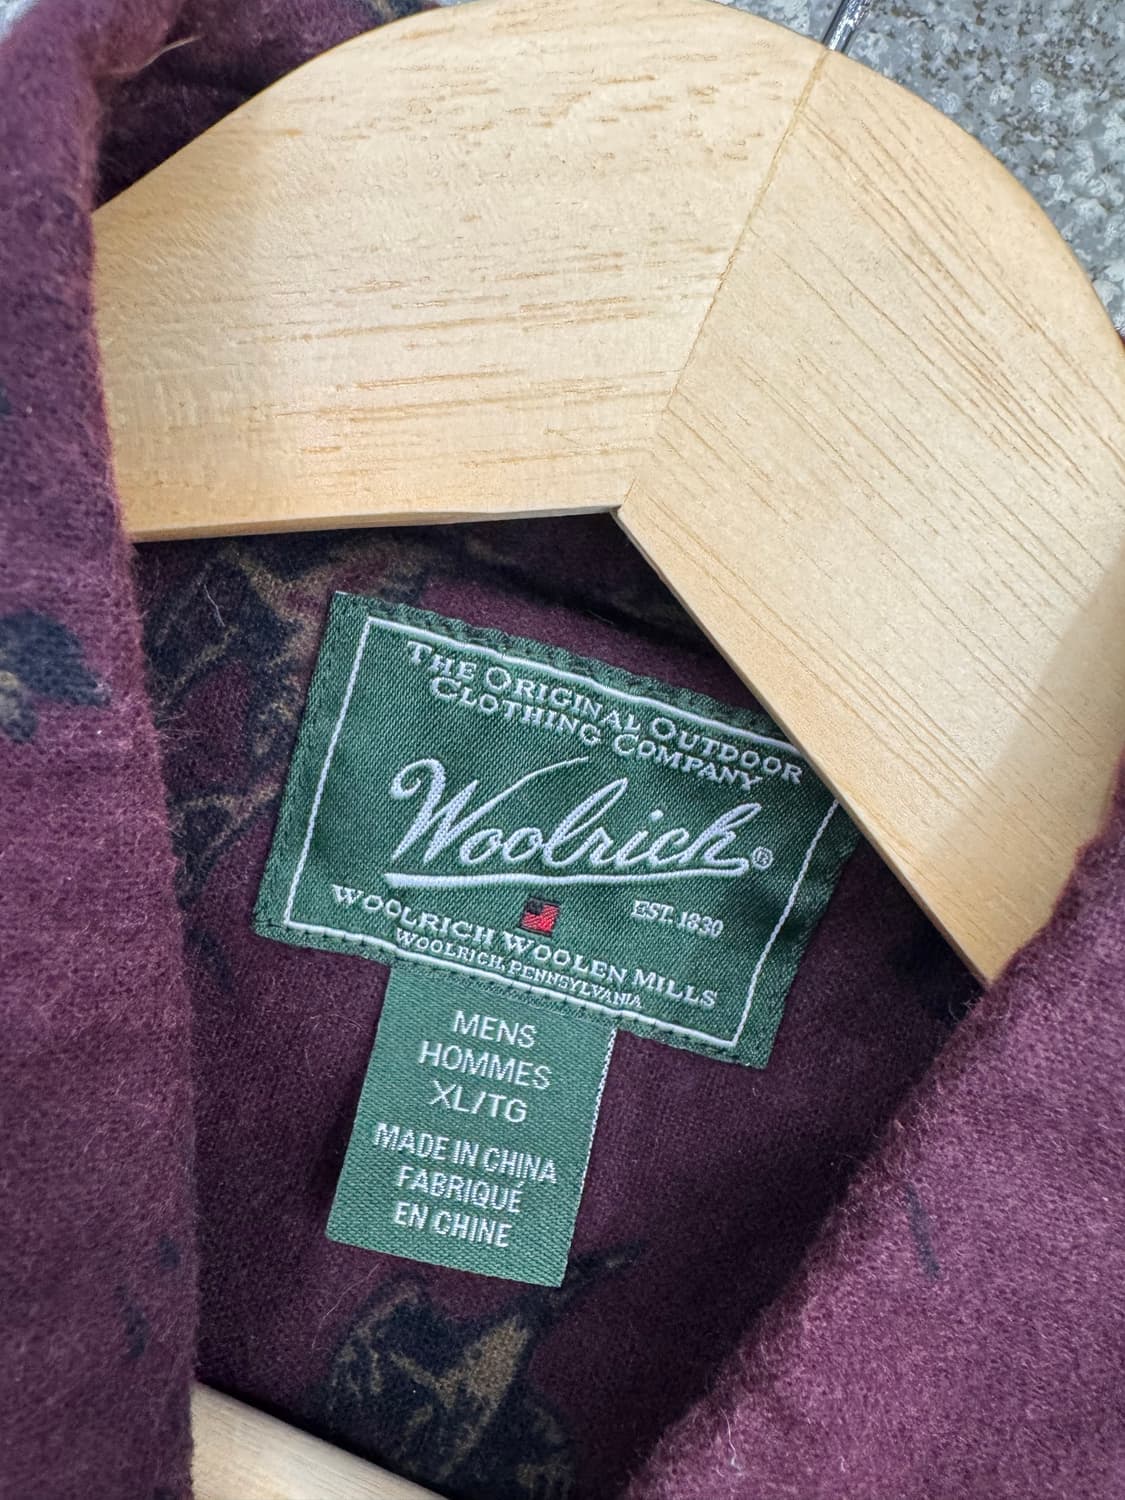 THE ORIGINAL OUTDOOR
CLOTHING COMPANY
Woolrich®
EST. 1830
WOOLRICH WOOLEN MILLS
WOOLRICH, PENNSYLVANIA
MENS
HOMMES
XL/TG
MADE IN CHINA
FABRIQUÉ
EN CHINE